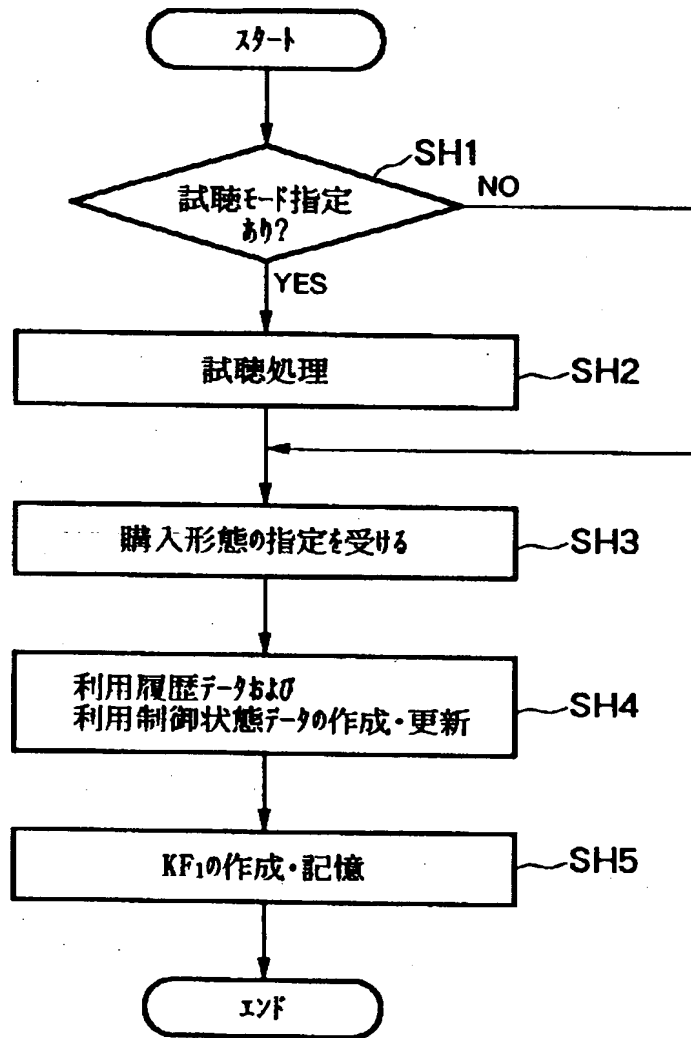 スタート
SH1
試聴モード指定
あり?
NO
YES
試聴処理
SH2
購入形態の指定を受ける
SH3
利用履歴データおよび
利用制御状態データの作成・更新
SH4
KF₁の作成・記憶
SH5
エンド